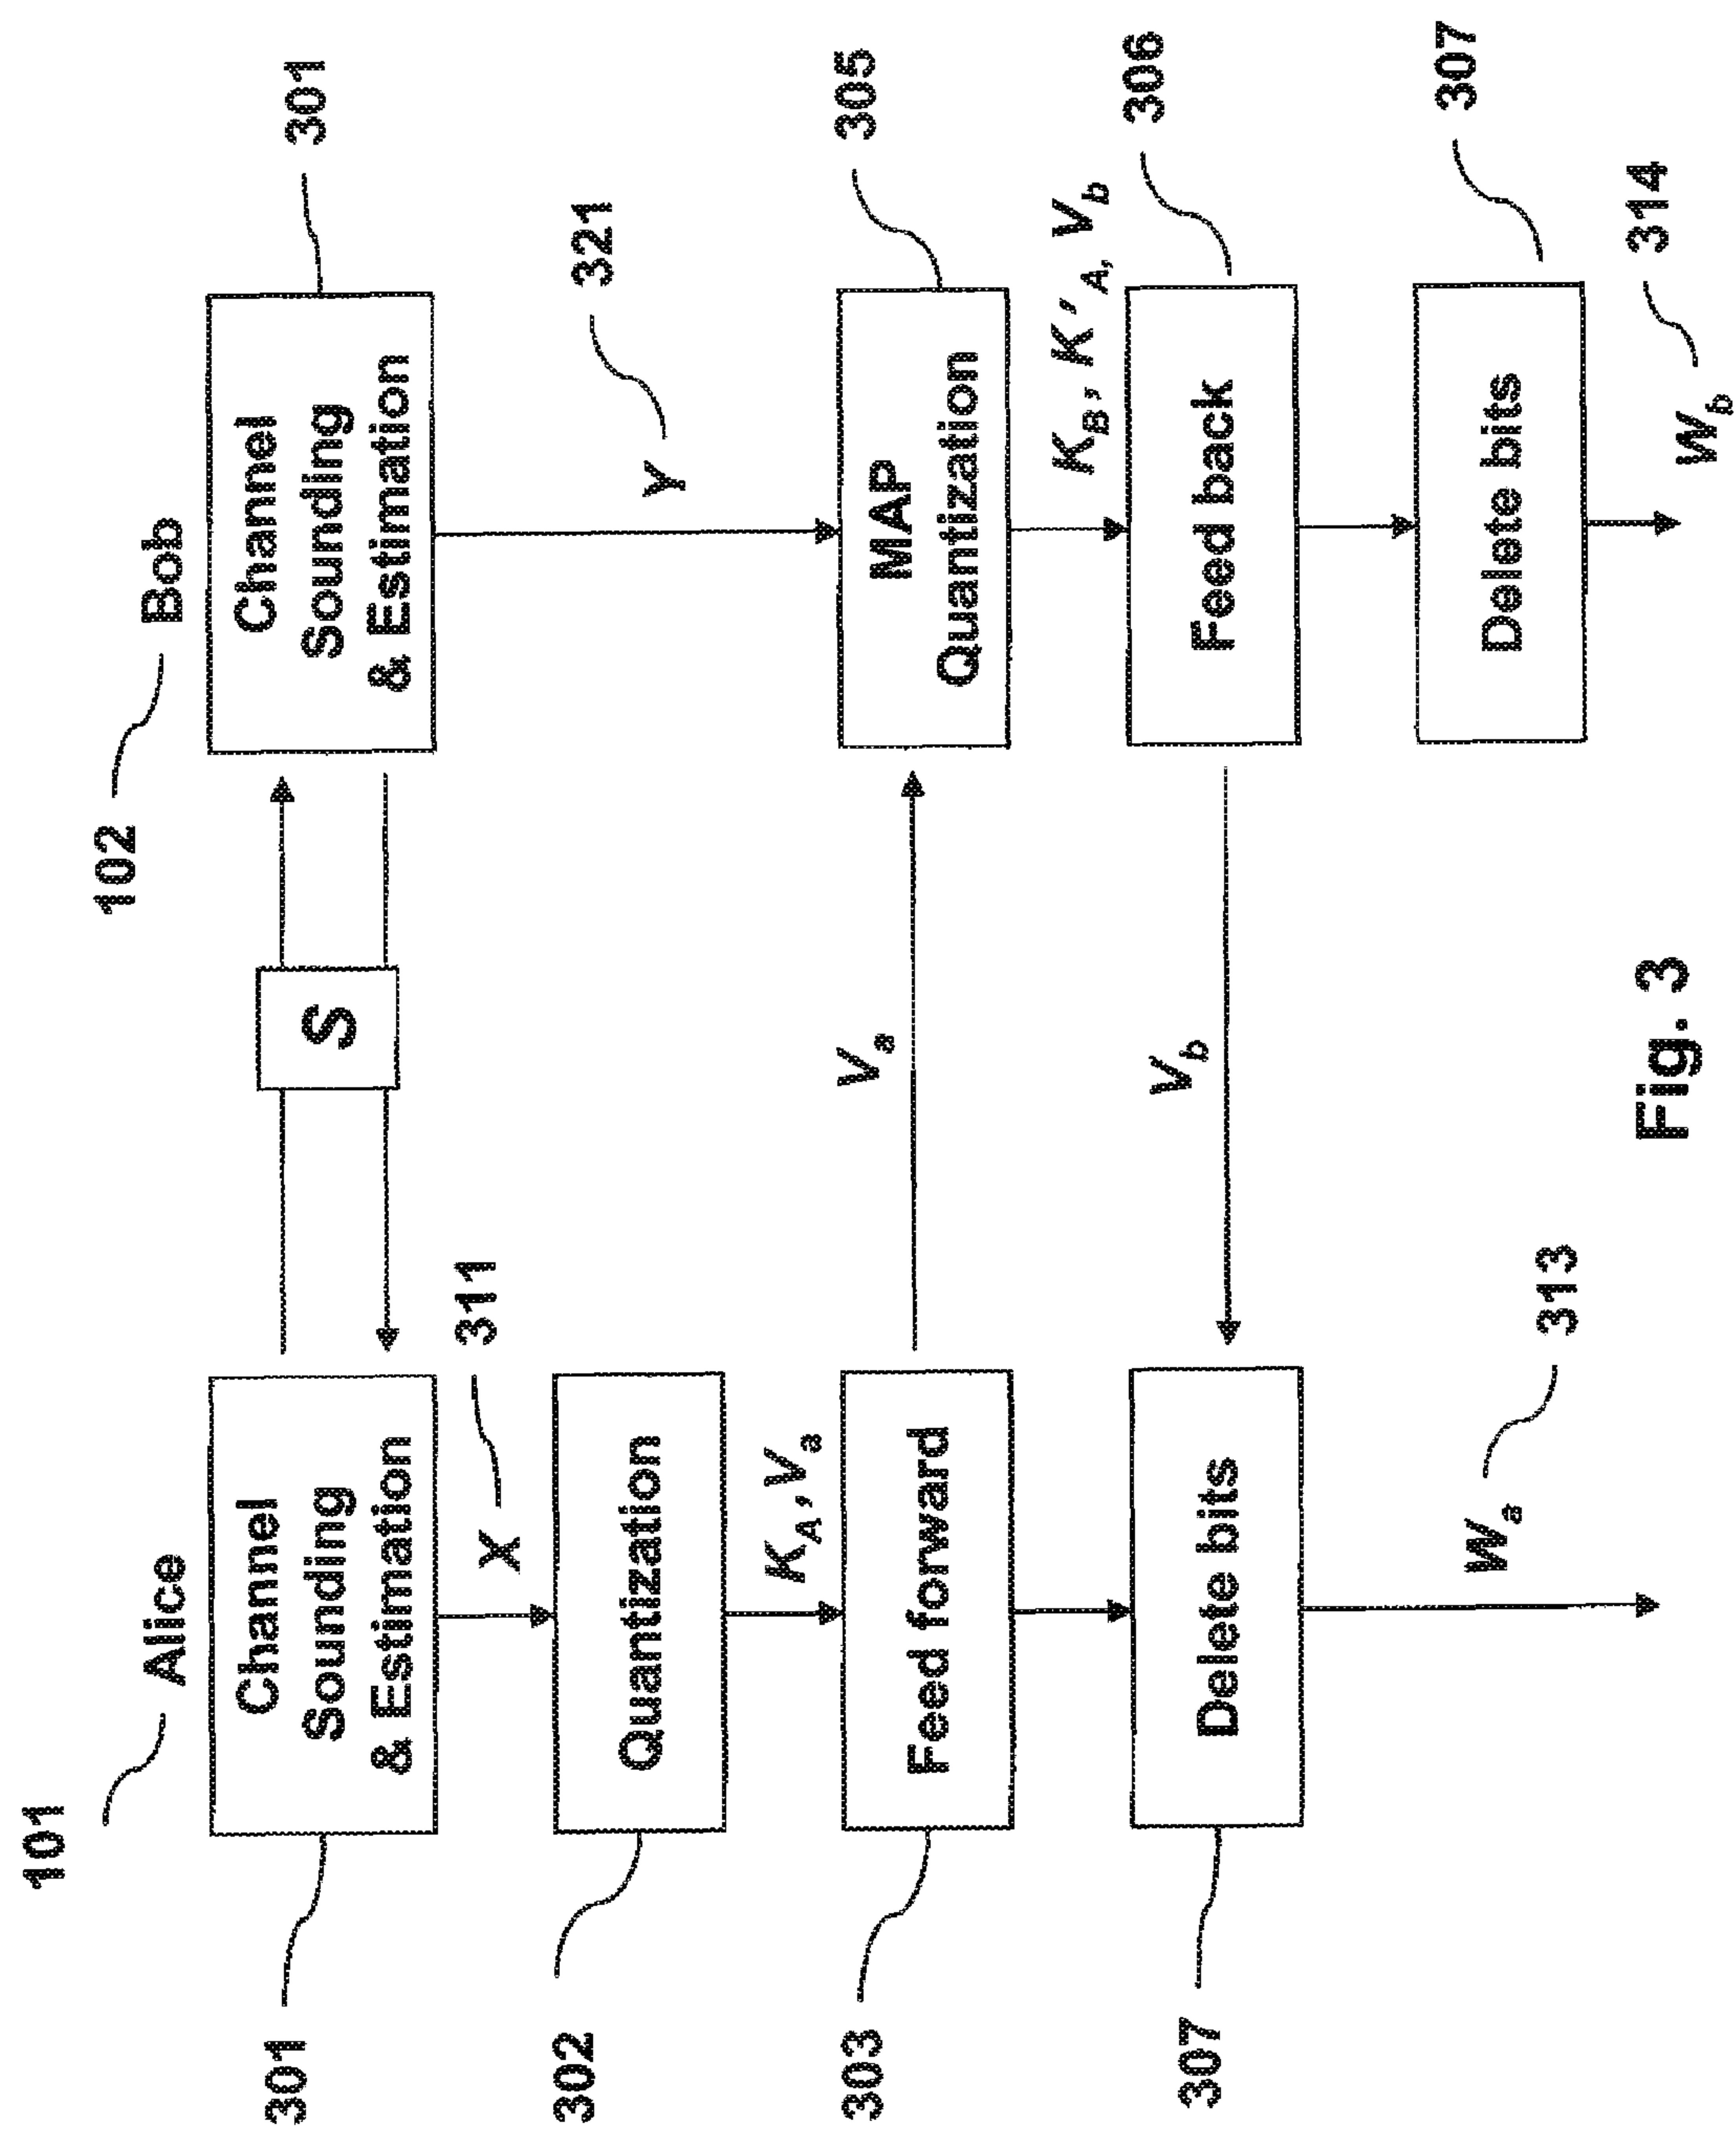 101
Alice
102
Bob
301
Channel
Sounding
& Estimation
S
Channel
Sounding
& Estimation
301
X
311
Y
321
302
Quantization
K_A, V_a
303
Feed forward
V_a
MAP
Quantization
305
K_B, K'_A, V_b
307
Delete bits
V_b
Feed back
306
Delete bits
307
W_a
313
W_b
314
Fig. 3